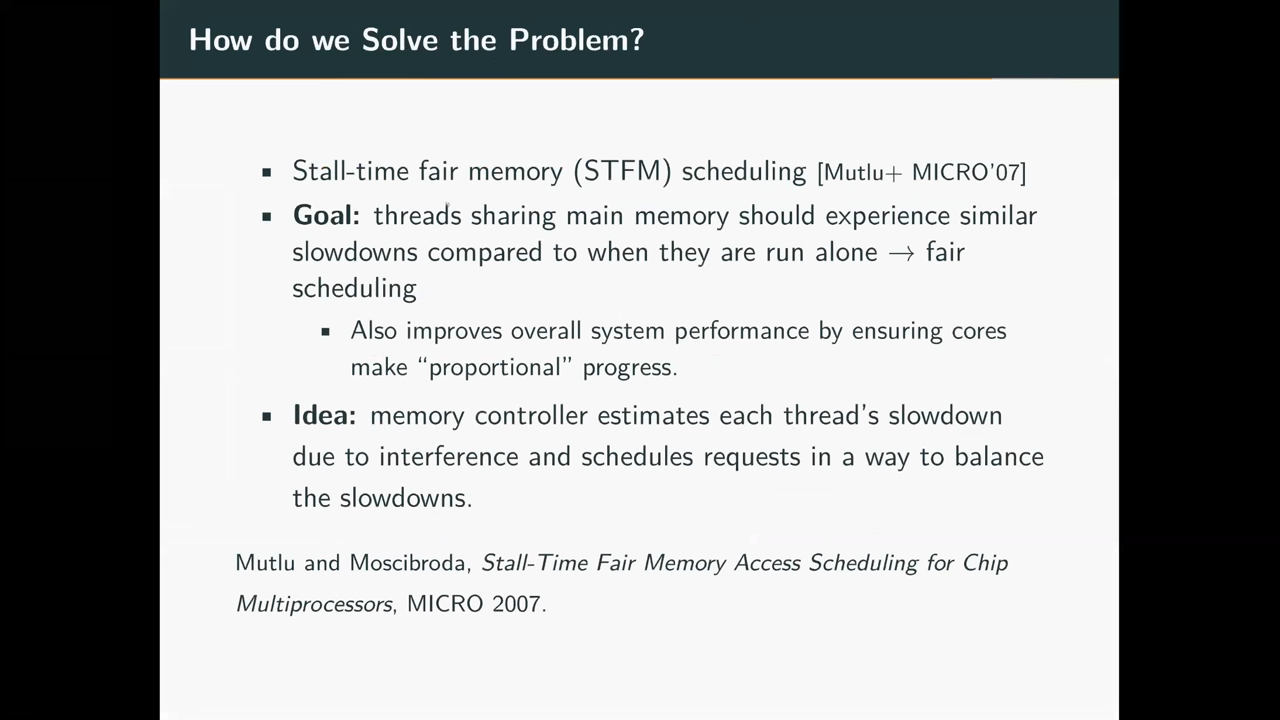 How do we Solve the Problem?
▪ Stall-time fair memory (STFM) scheduling [Mutlu+ MICRO'07]
▪ Goal: threads sharing main memory should experience similar
slowdowns compared to when they are run alone → fair
scheduling
▪ Also improves overall system performance by ensuring cores
make “proportional” progress.
▪ Idea: memory controller estimates each thread's slowdown
due to interference and schedules requests in a way to balance
the slowdowns.
Mutlu and Moscibroda, Stall-Time Fair Memory Access Scheduling for Chip
Multiprocessors, MICRO 2007.